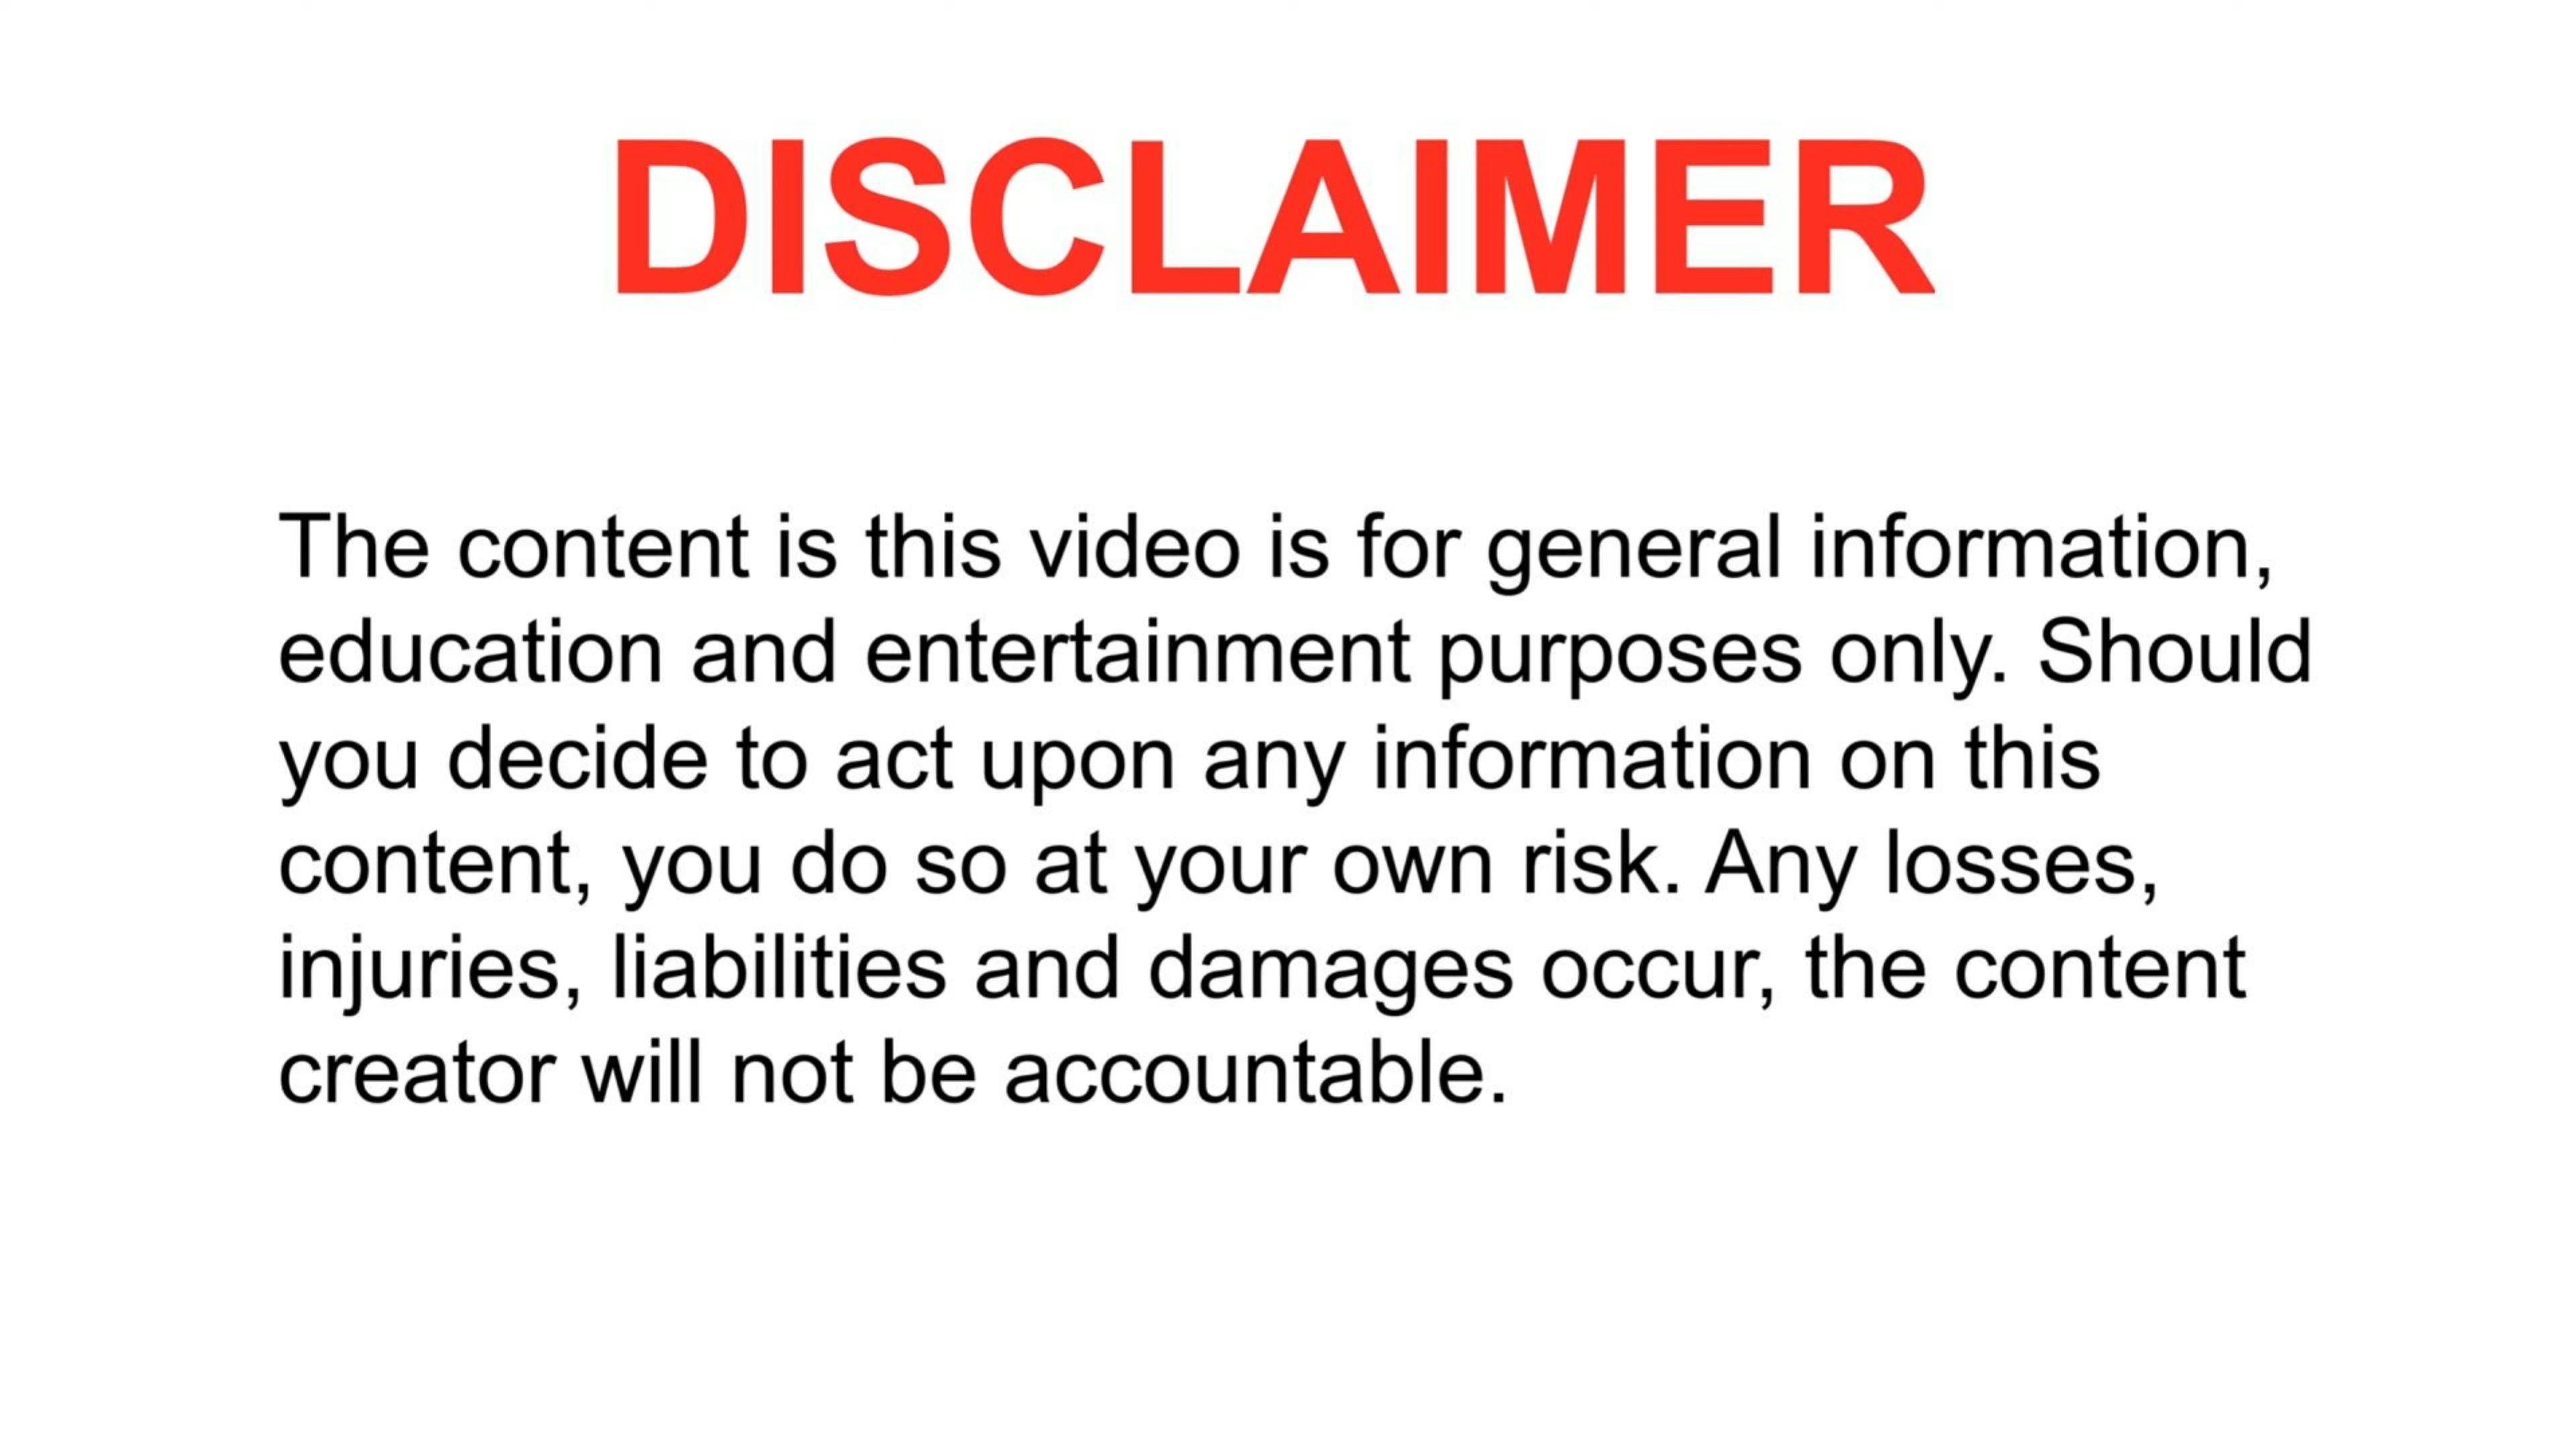 DISCLAIMER
The content is this video is for general information,
education and entertainment purposes only. Should
you decide to act upon any information on this
content, you do so at your own risk. Any losses,
injuries, liabilities and damages occur, the content
creator will not be accountable.